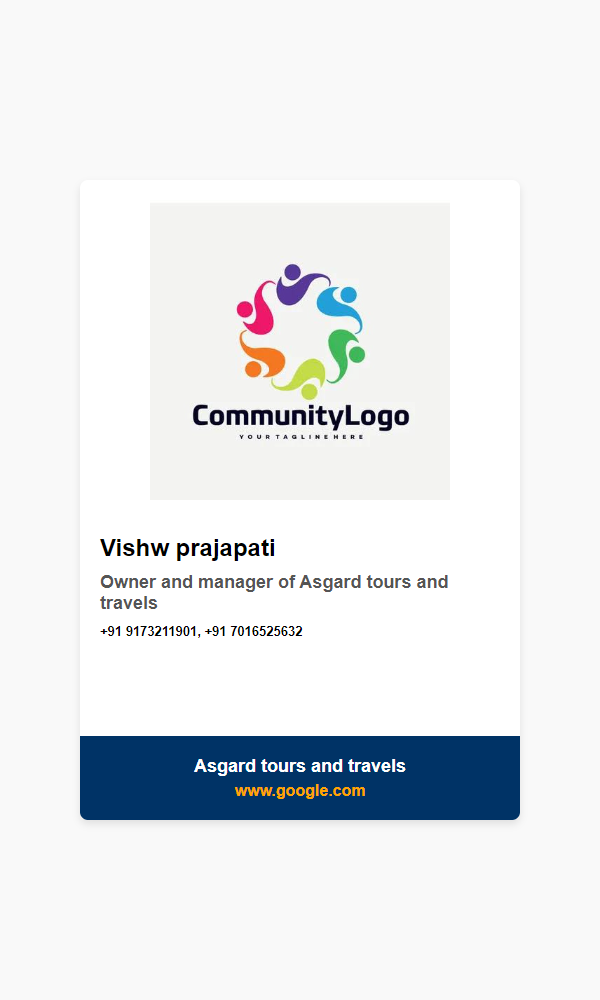 CommunityLogo
YOUR TAGLINE HERE
Vishw prajapati
Owner and manager of Asgard tours and
travels
+91 9173211901, +91 7016525632
Asgard tours and travels
www.google.com